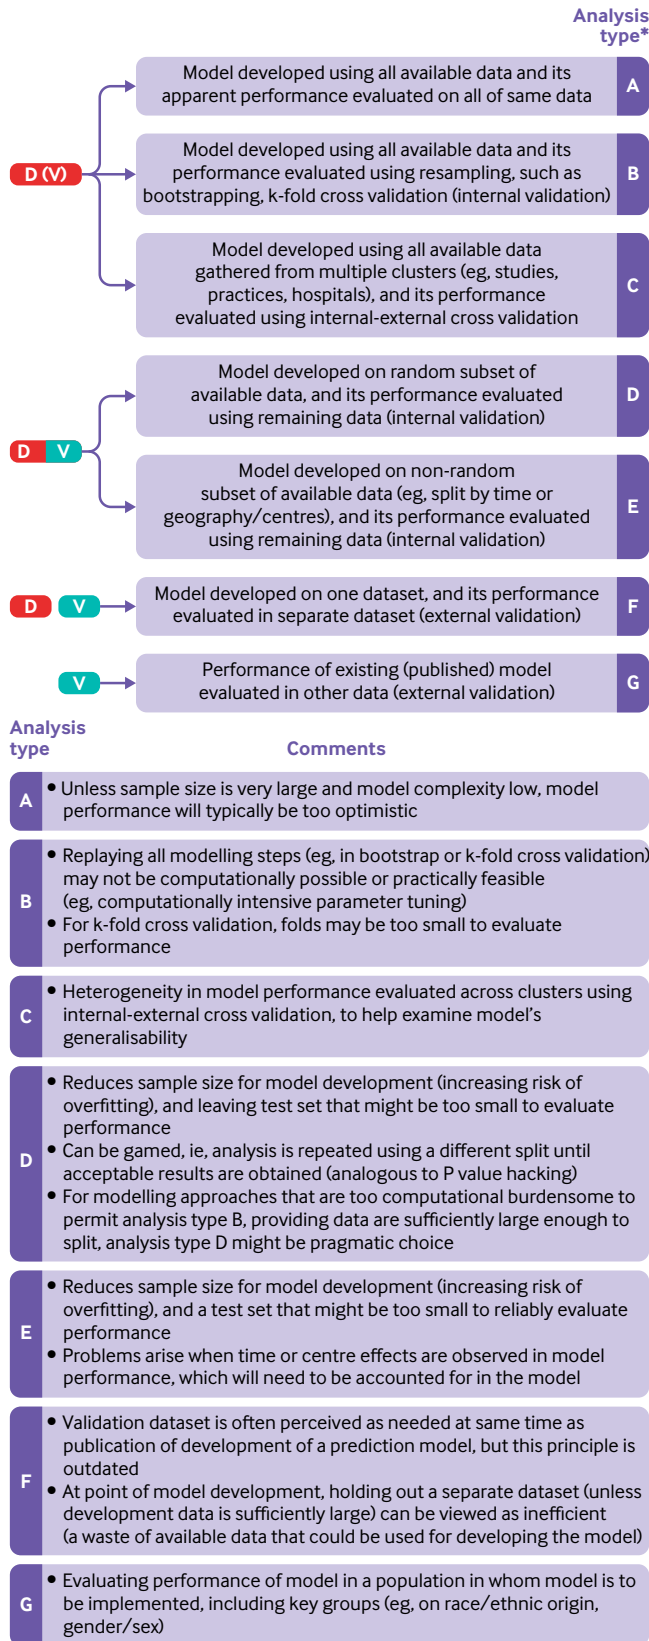 Analysis
type*
Model developed using all available data and its
apparent performance evaluated on all of same data
A
D (V)
Model developed using all available data and its
performance evaluated using resampling, such as
bootstrapping, k-fold cross validation (internal validation)
B
Model developed using all available data
gathered from multiple clusters (eg, studies,
practices, hospitals), and its performance
evaluated using internal-external cross validation
C
D V
Model developed on random subset of
available data, and its performance evaluated
using remaining data (internal validation)
D
Model developed on non-random
subset of available data (eg, split by time or
geography/centres), and its performance evaluated
using remaining data (internal validation)
E
D V
Model developed on one dataset, and its performance
evaluated in separate dataset (external validation)
F
V
Performance of existing (published) model
evaluated in other data (external validation)
G
Analysis
type
Comments
A
• Unless sample size is very large and model complexity low, model
performance will typically be too optimistic
B
• Replaying all modelling steps (eg, in bootstrap or k-fold cross validation)
may not be computationally possible or practically feasible
(eg, computationally intensive parameter tuning)
• For k-fold cross validation, folds may be too small to evaluate
performance
C
• Heterogeneity in model performance evaluated across clusters using
internal-external cross validation, to help examine model's
generalisability
D
• Reduces sample size for model development (increasing risk of
overfitting), and leaving test set that might be too small to evaluate
performance
• Can be gamed, ie, analysis is repeated using a different split until
acceptable results are obtained (analogous to P value hacking)
• For modelling approaches that are too computational burdensome to
permit analysis type B, providing data are sufficiently large enough to
split, analysis type D might be pragmatic choice
E
• Reduces sample size for model development (increasing risk of
overfitting), and a test set that might be too small to reliably evaluate
performance
• Problems arise when time or centre effects are observed in model
performance, which will need to be accounted for in the model
F
• Validation dataset is often perceived as needed at same time as
publication of development of a prediction model, but this principle is
outdated
• At point of model development, holding out a separate dataset (unless
development data is sufficiently large) can be viewed as inefficient
(a waste of available data that could be used for developing the model)
G
• Evaluating performance of model in a population in whom model is to
be implemented, including key groups (eg, on race/ethnic origin,
gender/sex)